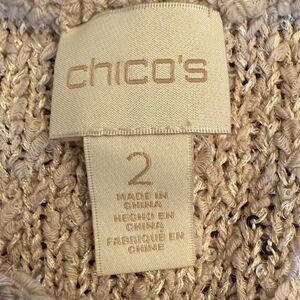 chico's
2
MADE IN
CHINA
HECHO EN
CHINA
FABRIQUÉ EN
CHINE